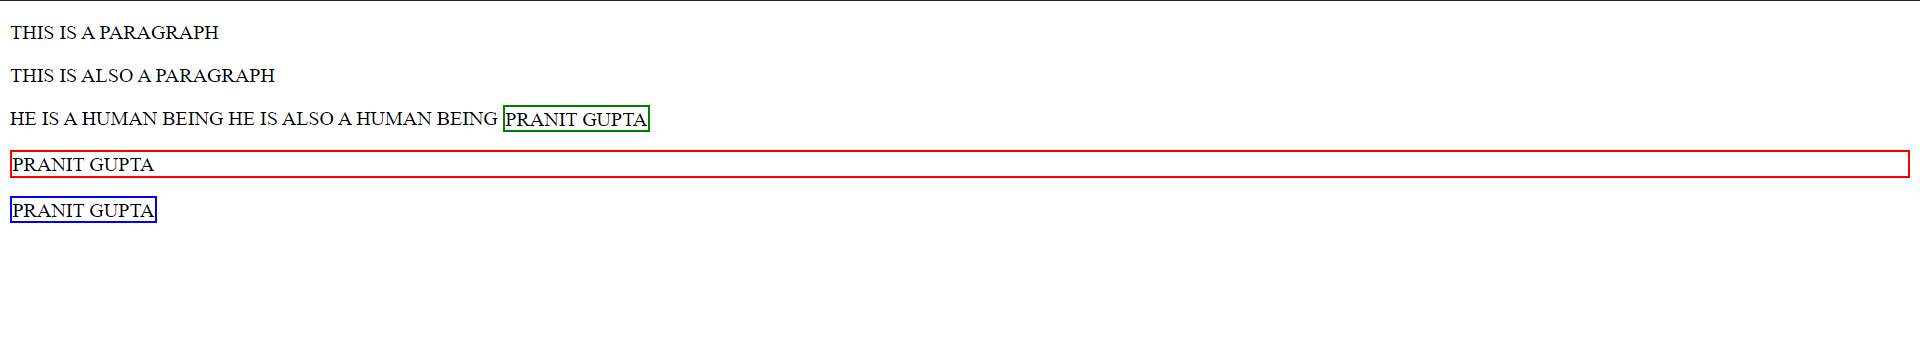 THIS IS A PARAGRAPH
THIS IS ALSO A PARAGRAPH
HE IS A HUMAN BEING HE IS ALSO A HUMAN BEING PRANIT GUPTA
PRANIT GUPTA
PRANIT GUPTA